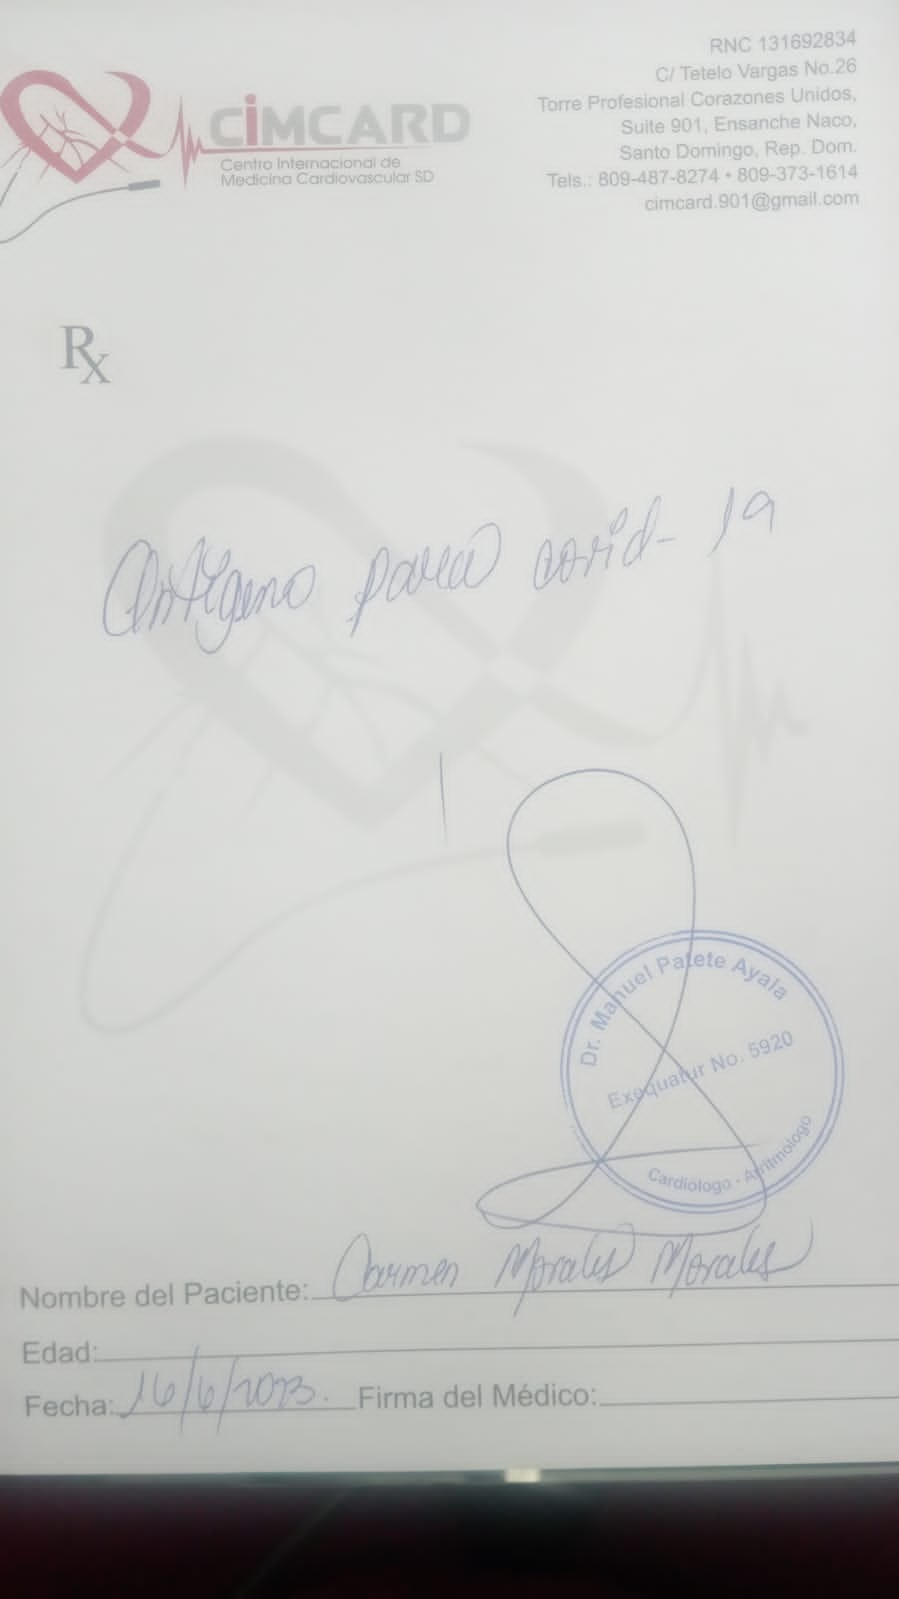 RNC 131692834
C/ Tetelo Vargas No.26
Torre Profesional Corazones Unidos,
Suite 901, Ensanche Naco,
Santo Domingo, Rep. Dom.
Tels.: 809-487-8274 • 809-373-1614
cimcard.901@gmail.com
CiMCARD
Centro Internacional de
Medicina Cardiovascular SD
Rx
Antígeno para covid-19
Dr. Manuel Patete Ayala
Exequatur No. 5920
Cardiologo - Arritmologo
Nombre del Paciente: Carmen Morales Morales
Edad:
Fecha: 16/6/2023. Firma del Médico: